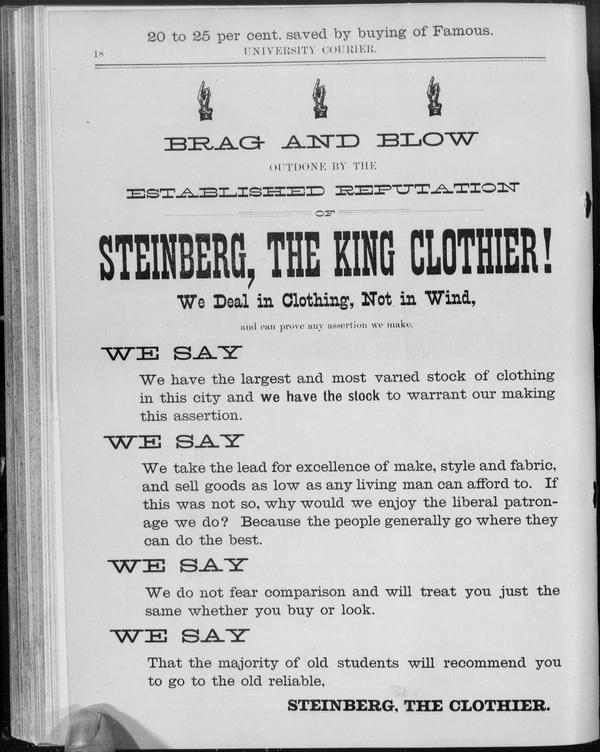 20 to 25 per cent. saved by buying of Famous.
18 UNIVERSITY COURIER.
BRAG AND BLOW
OUTDONE BY THE
ESTABLISHED REPUTATION
OF
STEINBERG, THE KING CLOTHIER!
We Deal in Clothing, Not in Wind,
and can prove any assertion we make.
WE SAY
We have the largest and most varied stock of clothing
in this city and we have the stock to warrant our making
this assertion.
WE SAY
We take the lead for excellence of make, style and fabric,
and sell goods as low as any living man can afford to. If
this was not so, why would we enjoy the liberal patron-
age we do? Because the people generally go where they
can do the best.
WE SAY
We do not fear comparison and will treat you just the
same whether you buy or look.
WE SAY
That the majority of old students will recommend you
to go to the old reliable,
STEINBERG, THE CLOTHIER.